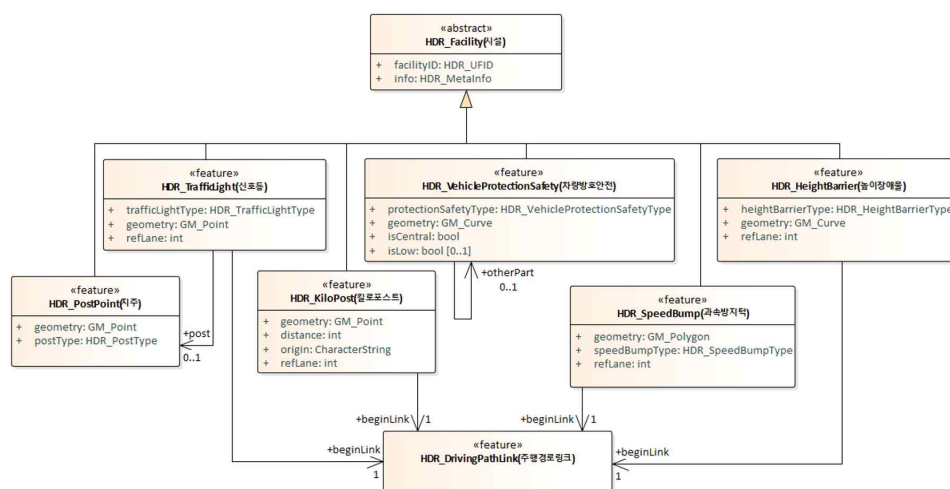 «abstract»
HDR_Facility(시설)
+ facilityID: HDR_UFID
+ info: HDR_MetaInfo
«feature»
HDR_TrafficLight(신호등)
+ trafficLightType: HDR_TrafficLightType
+ geometry: GM_Point
+ refLane: int
«feature»
HDR_VehicleProtectionSafety(차량방호안전)
+ protectionSafetyType: HDR_VehicleProtectionSafetyType
+ geometry: GM_Curve
+ isCentral: bool
+ isLow: bool [0..1]
«feature»
HDR_HeightBarrier(높이장애물)
+ heightBarrierType: HDR_HeightBarrierType
+ geometry: GM_Curve
+ refLane: int
+otherPart
0..1
«feature»
HDR_PostPoint(지주)
+ geometry: GM_Point
+ postType: HDR_PostType
+post
0..1
«feature»
HDR_KiloPost(킬로포스트)
+ geometry: GM_Point
+ distance: int
+ origin: CharacterString
+ refLane: int
«feature»
HDR_SpeedBump(과속방지턱)
+ geometry: GM_Polygon
+ speedBumpType: HDR_SpeedBumpType
+ refLane: int
+beginLink
1
+beginLink
1
+beginLink
1
«feature»
HDR_DrivingPathLink(주행경로링크)
+beginLink
1